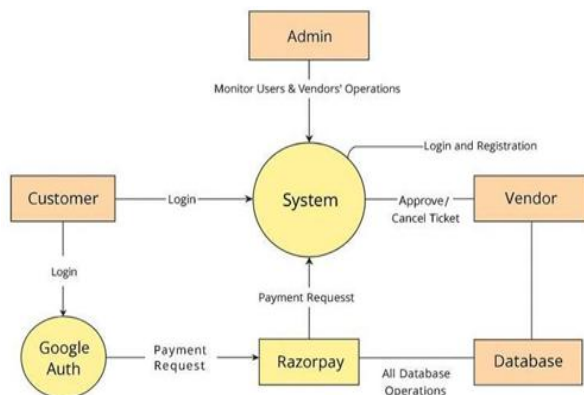 Admin
Monitor Users & Vendors' Operations
Login and Registration
Customer
Login
System
Approve/
Cancel Ticket
Vendor
Login
Payment Requesst
Google
Auth
Payment
Request
Razorpay
All Database
Operations
Database